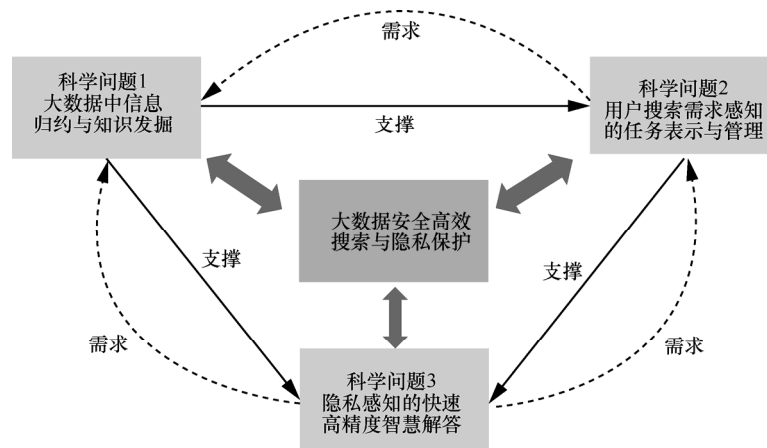 需求
科学问题1
大数据中信息
归约与知识发掘
科学问题2
用户搜索需求感知
的任务表示与管理
支撑
大数据安全高效
搜索与隐私保护
支撑
支撑
需求
需求
科学问题3
隐私感知的快速
高精度智慧解答